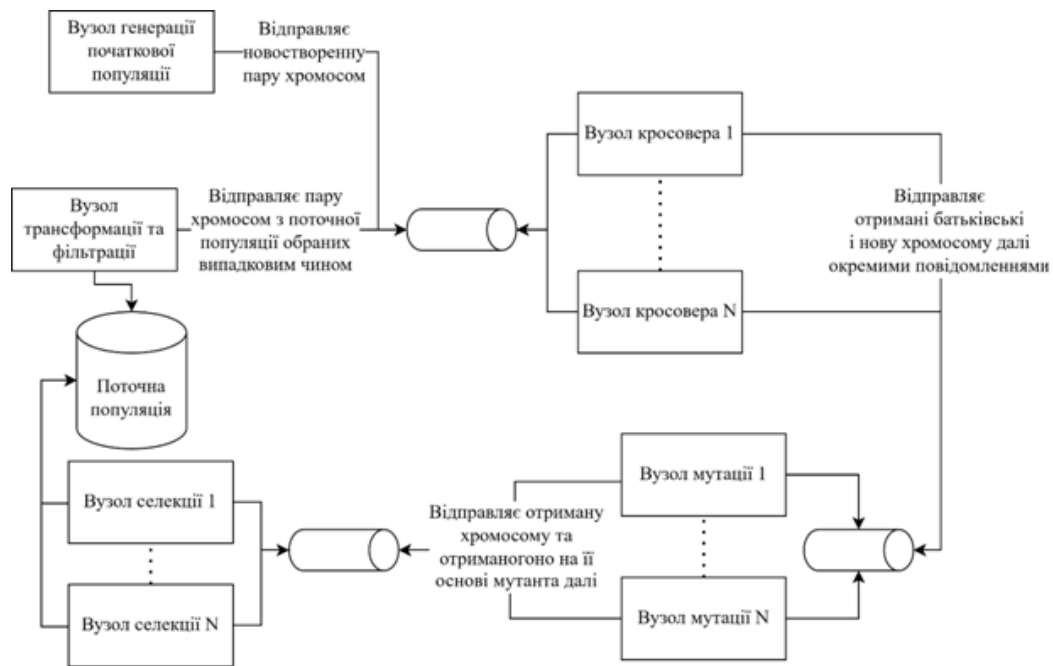 Вузол генерації
початкової
популяції
Відправляє
новостворенну
пару хромосом
Вузол кросовера 1
Вузол
трансформації та
фільтрації
Відправляє пару
хромосом з поточної
популяції обраних
випадковим чином
Відправляє
отримані батьківські
і нову хромосому далі
окремими повідомленнями
Вузол кросовера N
Поточна
популяція
Вузол селекції 1
Вузол селекції N
Відправляє отриману
хромосому та
отриманогоно на її
основі мутанта далі
Вузол мутації 1
Вузол мутації N